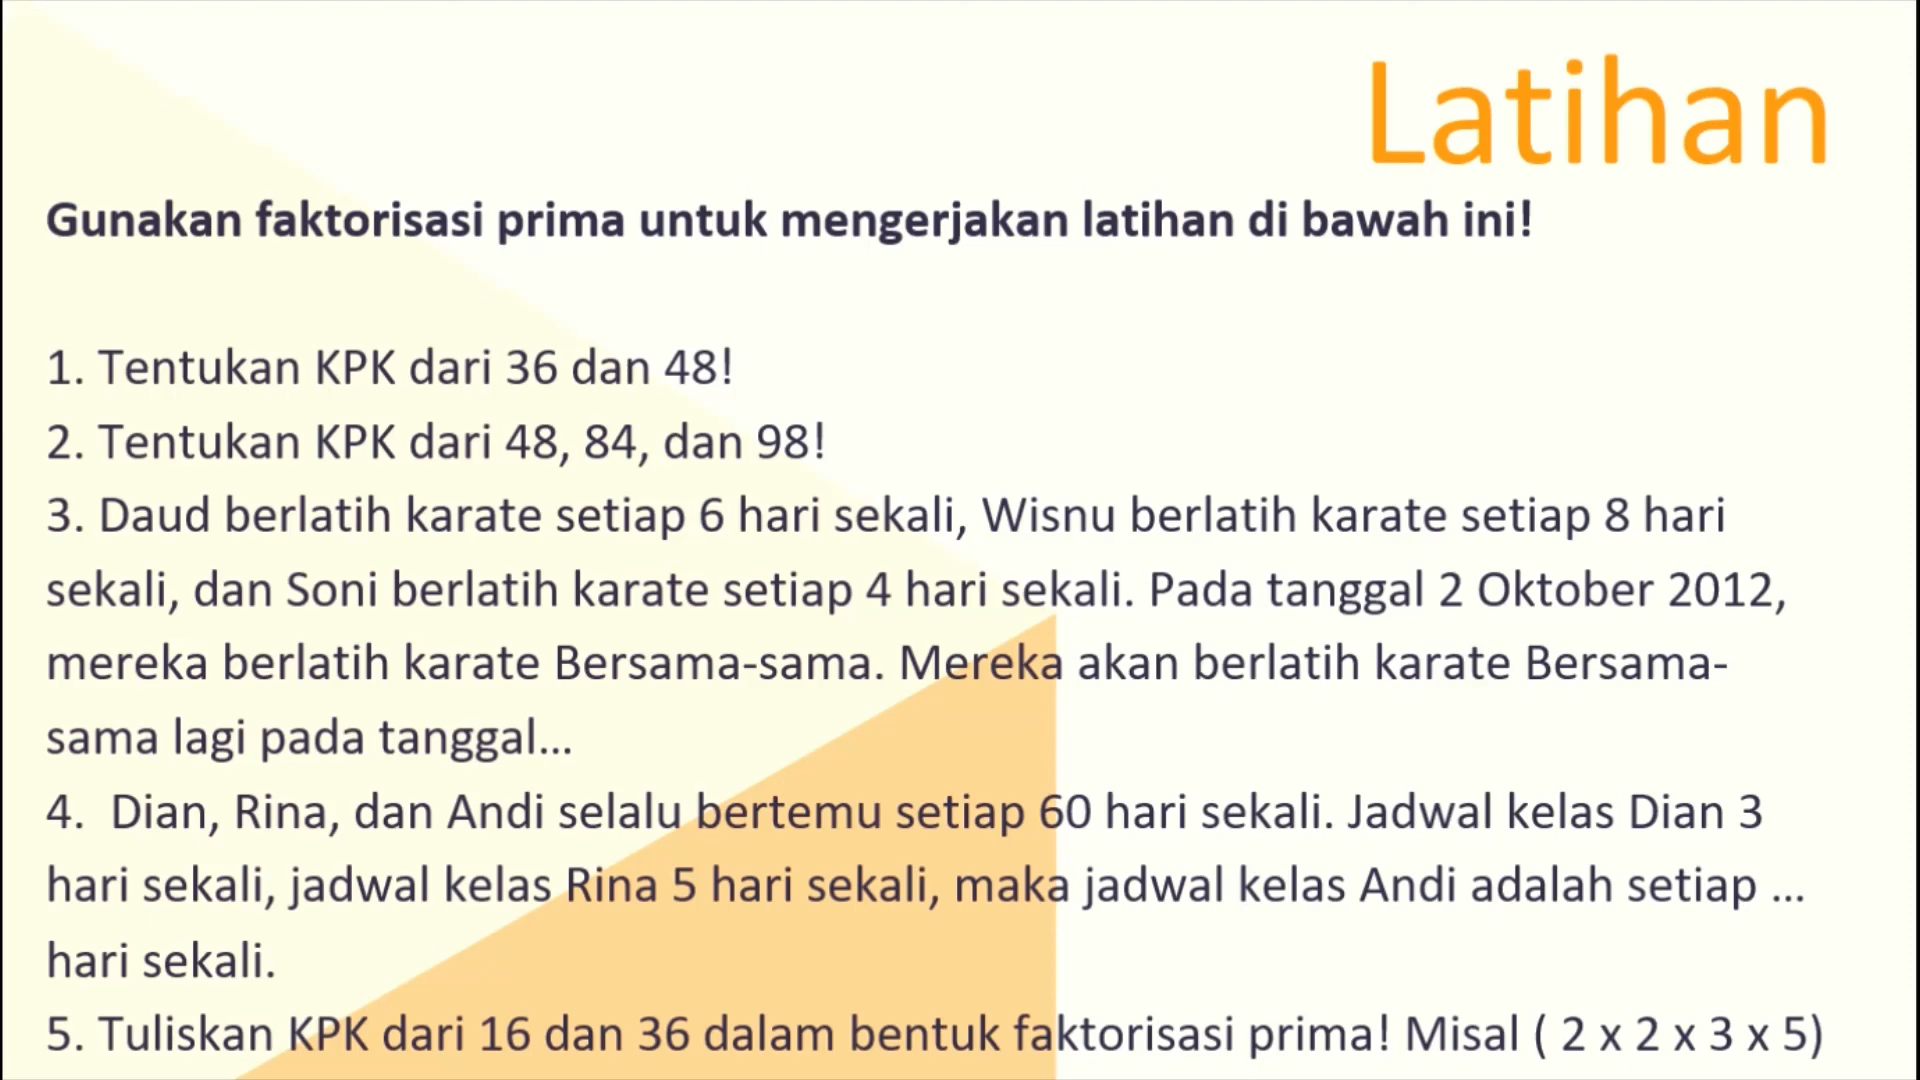 Latihan
Gunakan faktorisasi prima untuk mengerjakan latihan di bawah ini!
1. Tentukan KPK dari 36 dan 48!
2. Tentukan KPK dari 48, 84, dan 98!
3. Daud berlatih karate setiap 6 hari sekali, Wisnu berlatih karate setiap 8 hari
sekali, dan Soni berlatih karate setiap 4 hari sekali. Pada tanggal 2 Oktober 2012,
mereka berlatih karate Bersama-sama. Mereka akan berlatih karate Bersama-
sama lagi pada tanggal...
4. Dian, Rina, dan Andi selalu bertemu setiap 60 hari sekali. Jadwal kelas Dian 3
hari sekali, jadwal kelas Rina 5 hari sekali, maka jadwal kelas Andi adalah setiap ...
hari sekali.
5. Tuliskan KPK dari 16 dan 36 dalam bentuk faktorisasi prima! Misal ( 2 x 2 x 3 x 5)